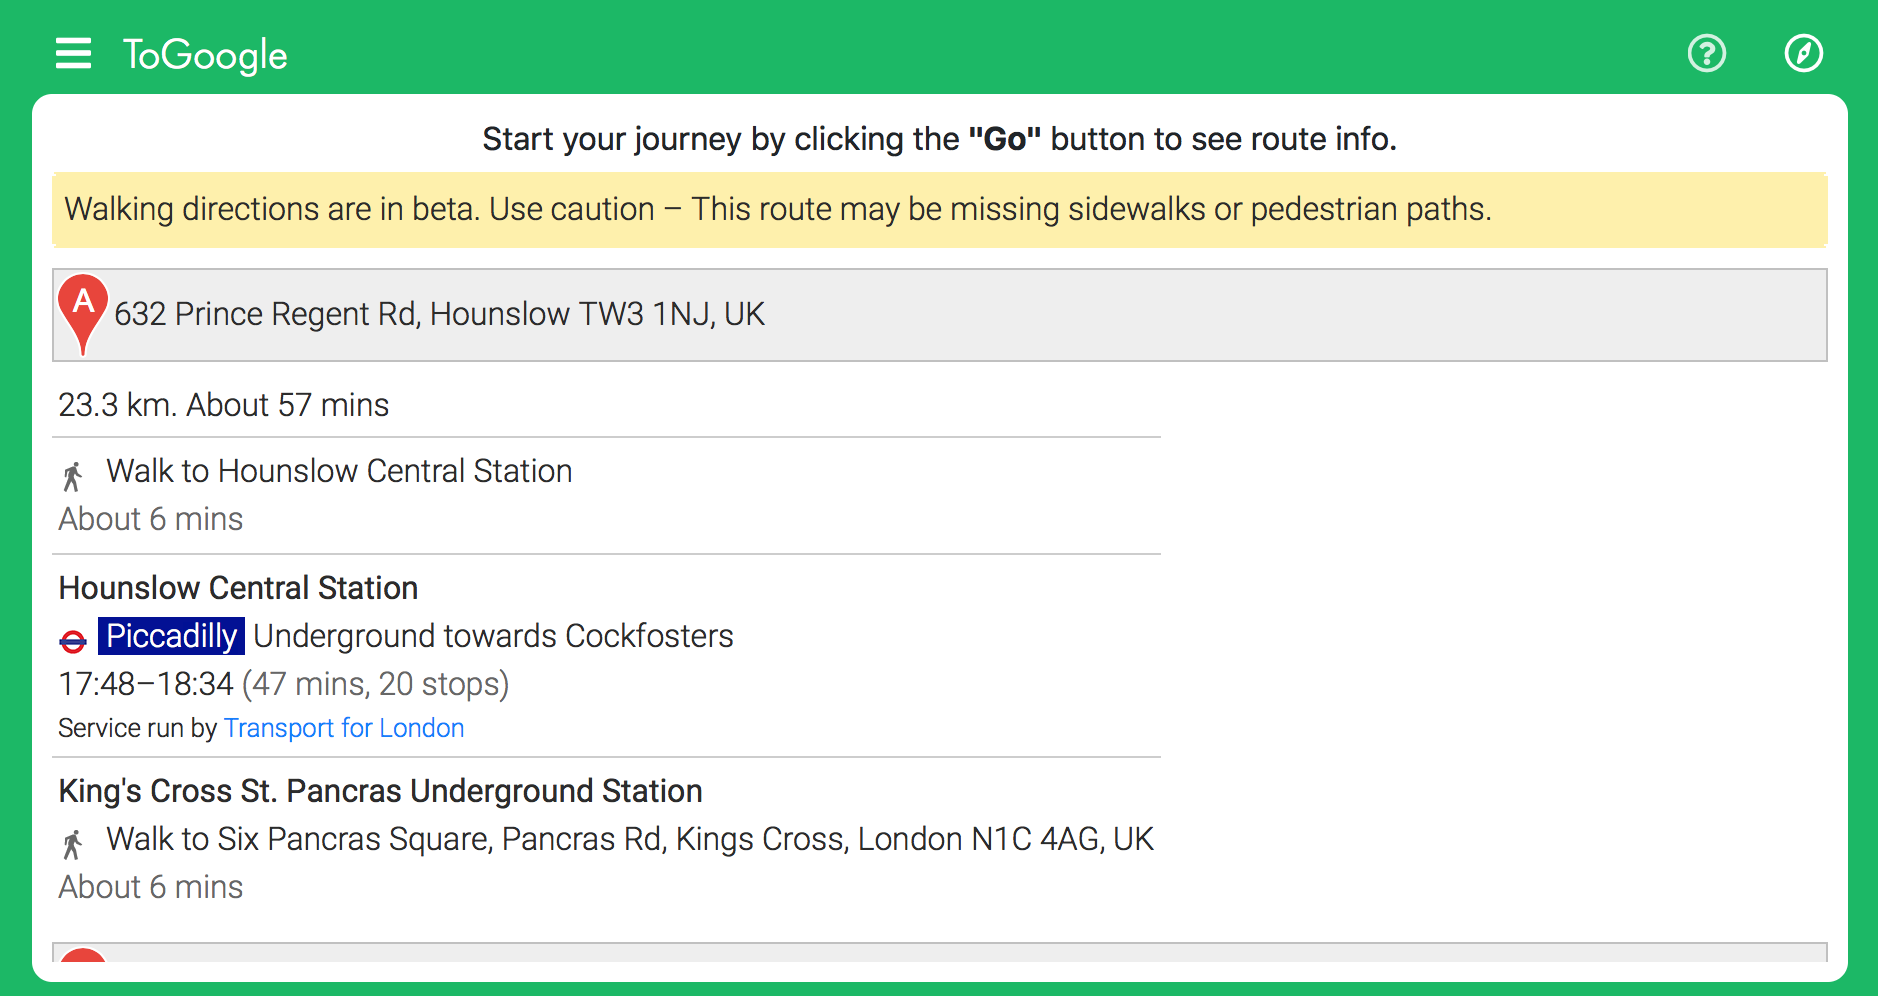 ToGoogle
?
Start your journey by clicking the "Go" button to see route info.
Walking directions are in beta. Use caution – This route may be missing sidewalks or pedestrian paths.
A
632 Prince Regent Rd, Hounslow TW3 1NJ, UK
23.3 km. About 57 mins
Walk to Hounslow Central Station
About 6 mins
Hounslow Central Station
Piccadilly Underground towards Cockfosters
17:48–18:34 (47 mins, 20 stops)
Service run by Transport for London
King's Cross St. Pancras Underground Station
Walk to Six Pancras Square, Pancras Rd, Kings Cross, London N1C 4AG, UK
About 6 mins